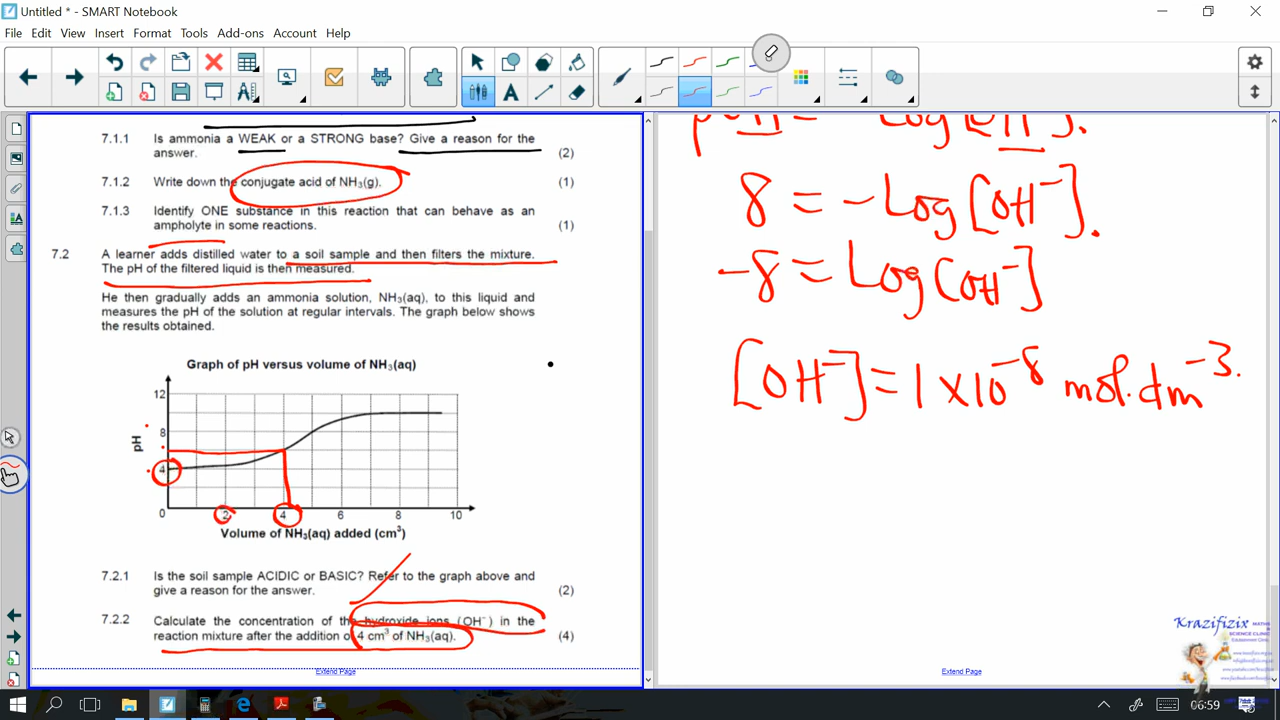 Untitled * - SMART Notebook
File Edit View Insert Format Tools Add-ons Account Help
7.1.1 Is ammonia a WEAK or a STRONG base? Give a reason for the
answer. (2)
7.1.2 Write down the conjugate acid of NH₃(g). (1)
7.1.3 Identify ONE substance in this reaction that can behave as an
ampholyte in some reactions. (1)
7.2 A learner adds distilled water to a soil sample and then filters the mixture.
The pH of the filtered liquid is then measured.
He then gradually adds an ammonia solution, NH₃(aq), to this liquid and
measures the pH of the solution at regular intervals. The graph below shows
the results obtained.
Graph of pH versus volume of NH₃(aq)
12
8
pH
4
0
0 2 4 6 8 10
Volume of NH₃(aq) added (cm³)
7.2.1 Is the soil sample ACIDIC or BASIC? Refer to the graph above and
give a reason for the answer. (2)
7.2.2 Calculate the concentration of the hydroxide ions (OH⁻) in the
reaction mixture after the addition of 4 cm³ of NH₃(aq). (4)
Extend Page
8 = -Log[OH⁻].
-8 = Log[OH⁻]
[OH⁻] = 1 x 10⁻⁸ mol.dm⁻³.
Krazifizix MATHS &
SCIENCE CLINIC
Extend Page
06:59